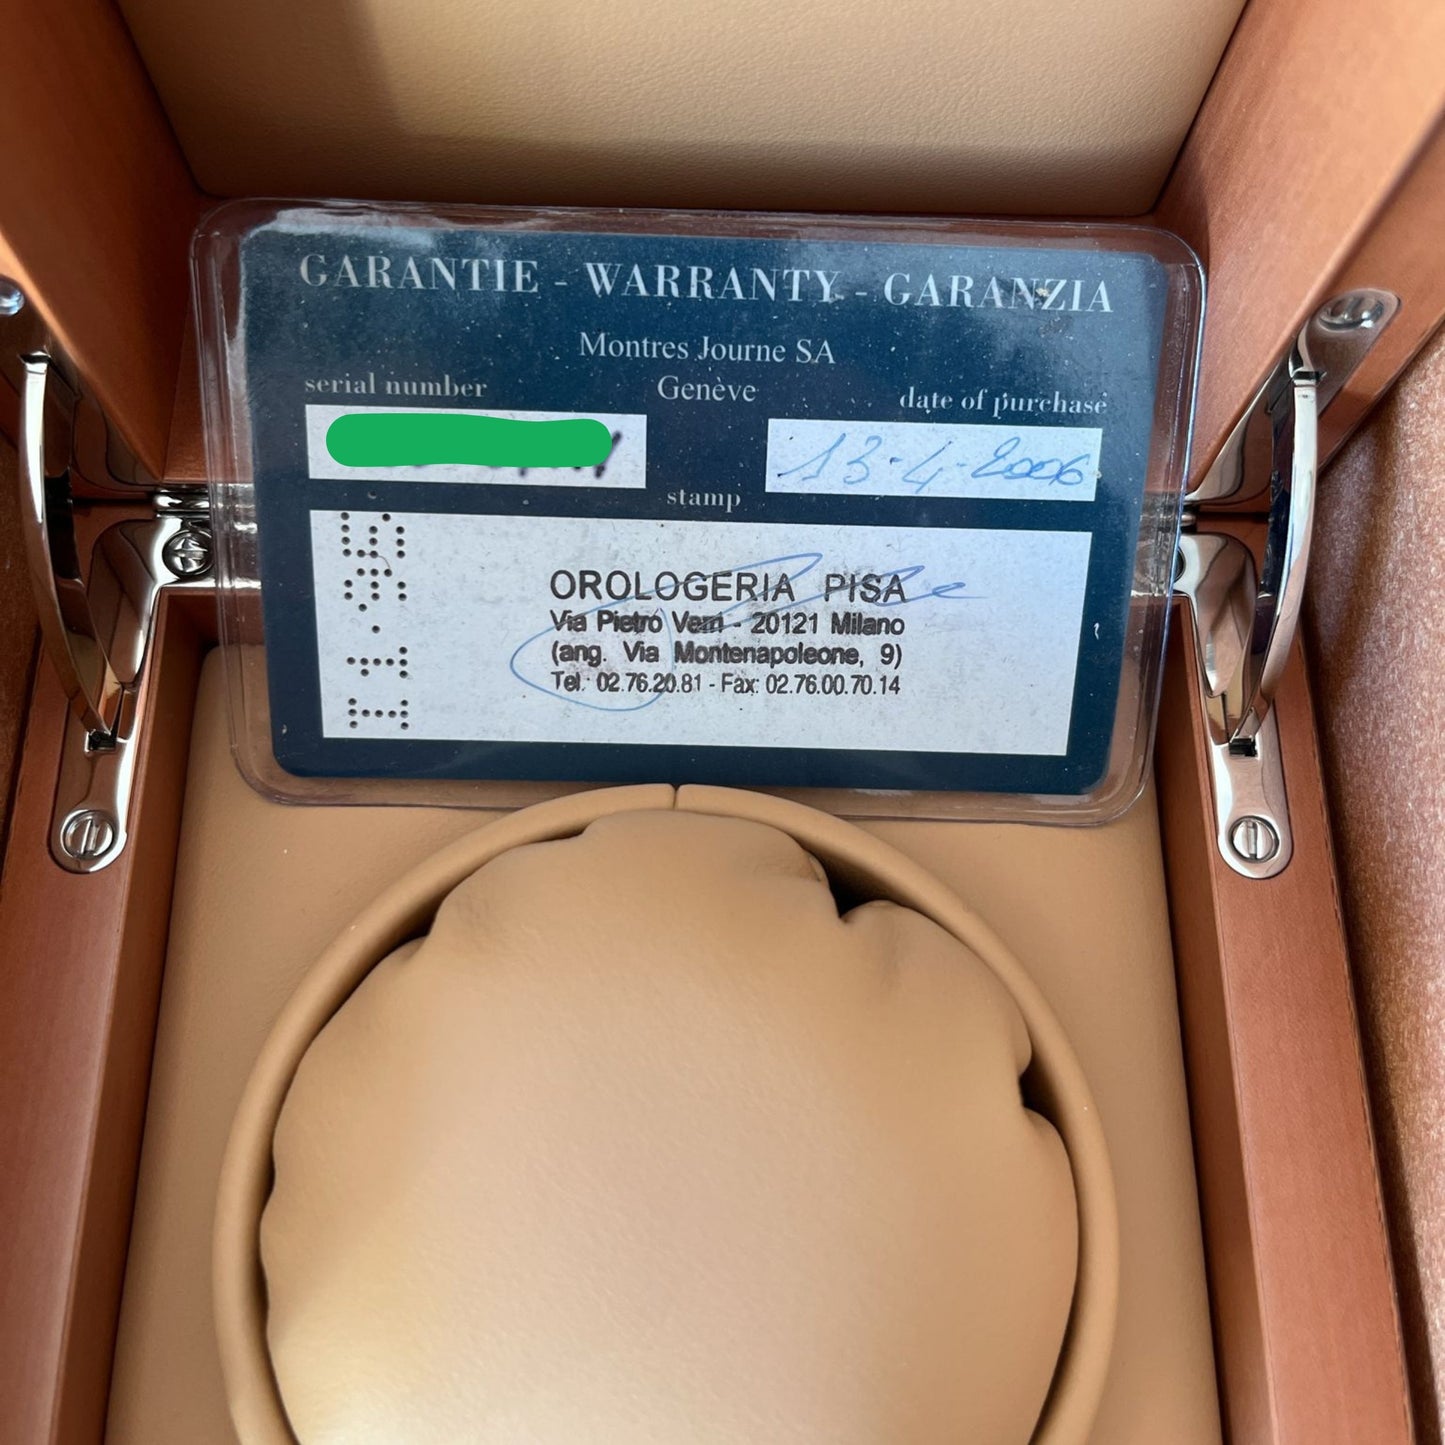 GARANTIE - WARRANTY - GARANZIA
Montres Journe SA
Genève
serial number
date of purchase
13-4-2006
stamp
OROLOGERIA PISA
Via Pietro Verri - 20121 Milano
(ang. Via Montenapoleone, 9)
Tel. 02.76.20.81 - Fax: 02.76.00.70.14